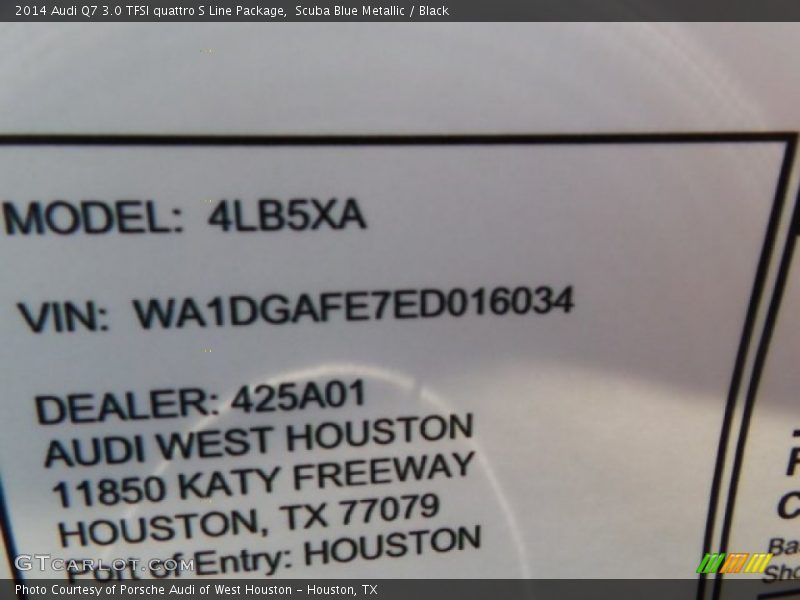 2014 Audi Q7 3.0 TFSI quattro S Line Package,  Scuba Blue Metallic / Black
MODEL: 4LB5XA
VIN: WA1DGAFE7ED016034
DEALER: 425A01
AUDI WEST HOUSTON
11850 KATY FREEWAY
HOUSTON, TX 77079
Port of Entry: HOUSTON
GTCarLot.com
Photo Courtesy of Porsche Audi of West Houston – Houston, TX